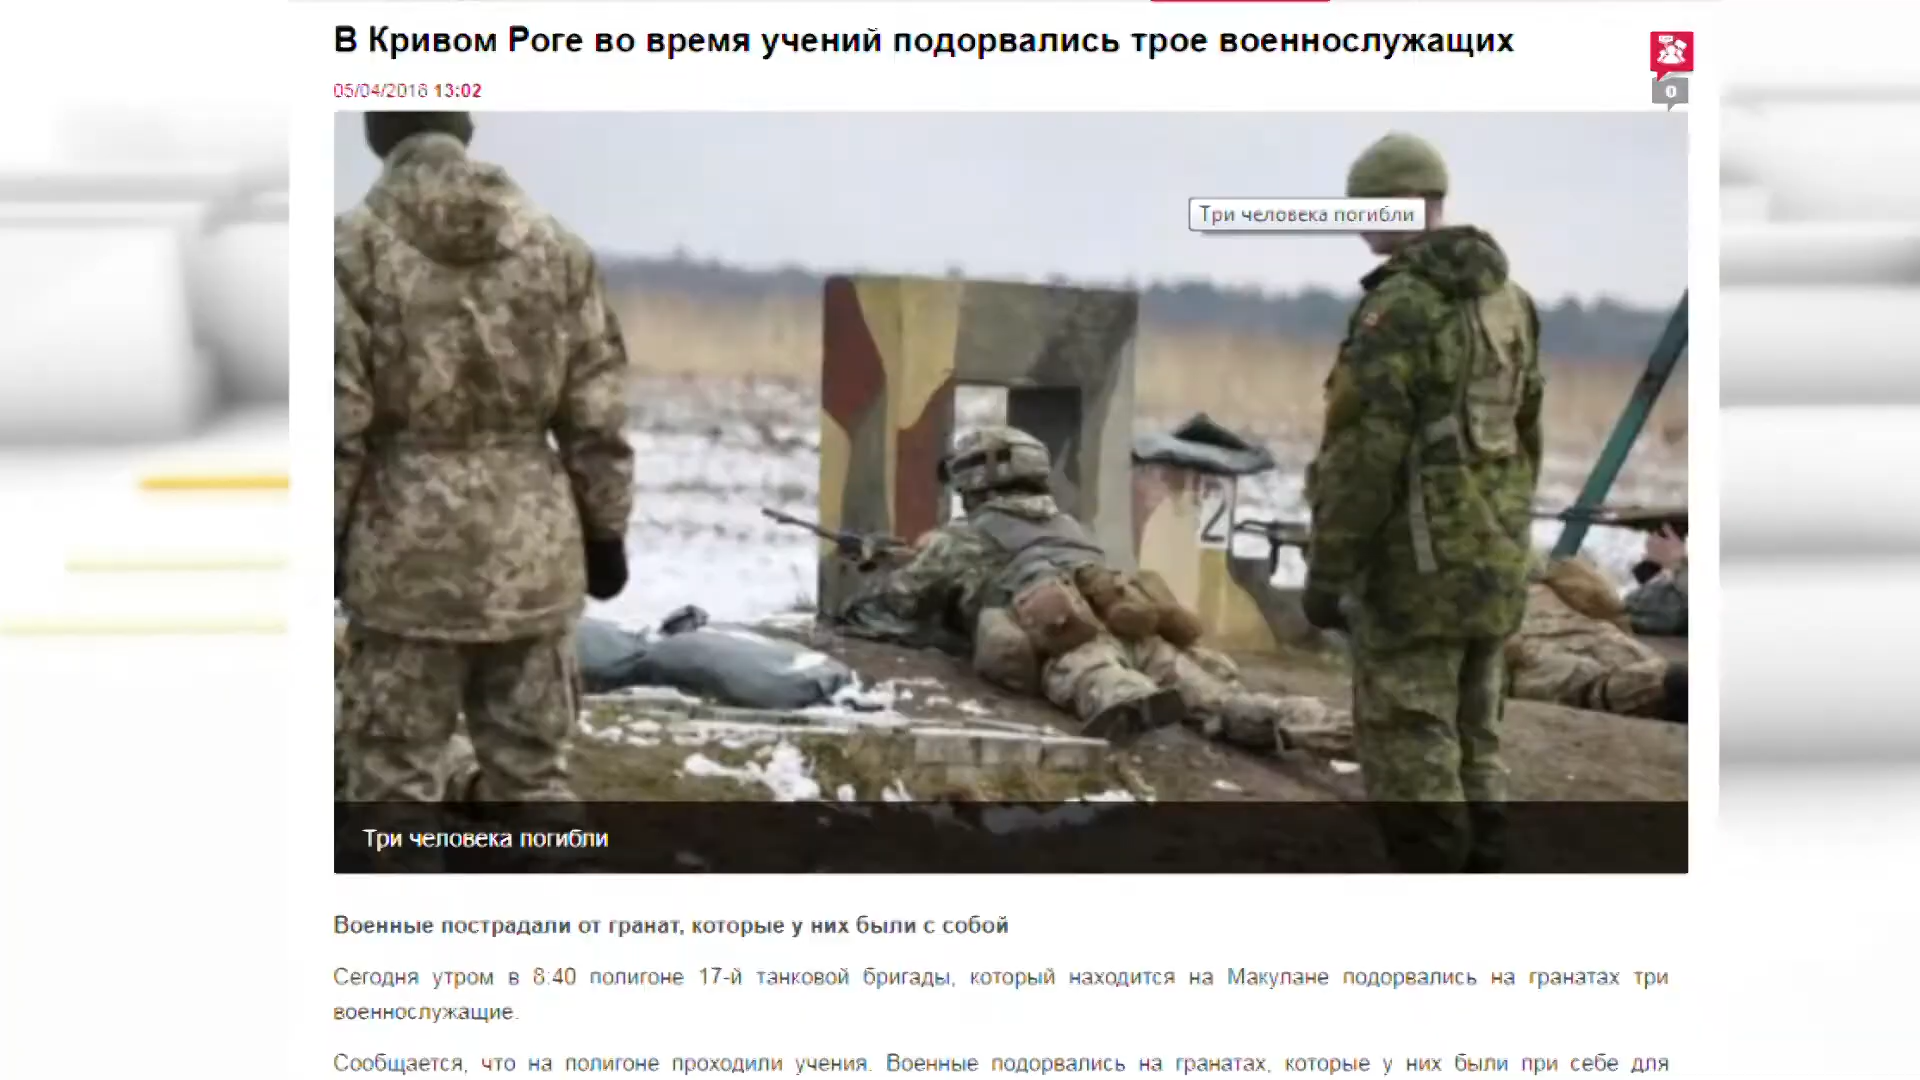 В Кривом Роге во время учений подорвались трое военнослужащих
05/04/2018 13:02
0
Три человека погибли
2
Три человека погибли
Военные пострадали от гранат, которые у них были с собой
Сегодня утром в 8:40 полигоне 17-й танковой бригады, который находится на Макулане подорвались на гранатах три
военнослужащие.
Сообщается, что на полигоне проходили учения. Военные подорвались на гранатах, которые у них были при себе для